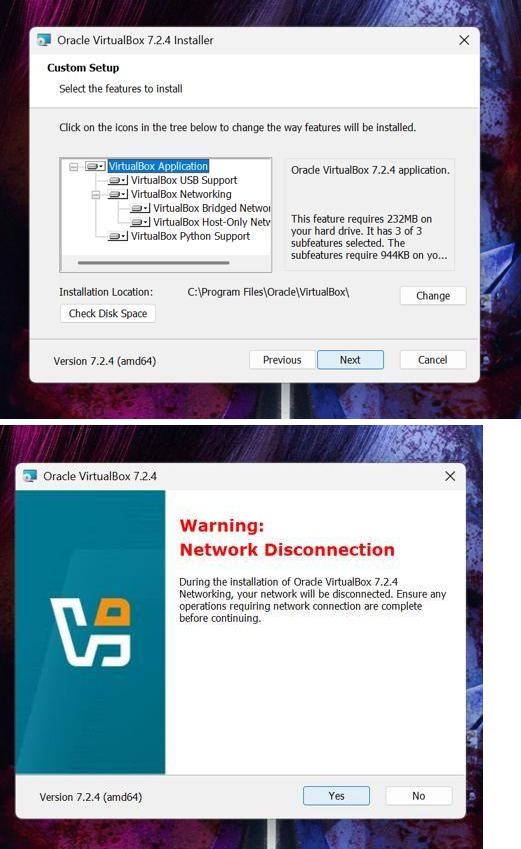 Oracle VirtualBox 7.2.4 Installer
Custom Setup
Select the features to install
Click on the icons in the tree below to change the way features will be installed.
VirtualBox Application
VirtualBox USB Support
VirtualBox Networking
VirtualBox Bridged Networ
VirtualBox Host-Only Netw
VirtualBox Python Support
Oracle VirtualBox 7.2.4 application.
This feature requires 232MB on
your hard drive. It has 3 of 3
subfeatures selected. The
subfeatures require 944KB on yo...
Installation Location: C:\Program Files\Oracle\VirtualBox\
Change
Check Disk Space
Version 7.2.4 (amd64)
Previous
Next
Cancel
Oracle VirtualBox 7.2.4
Warning:
Network Disconnection
During the installation of Oracle VirtualBox 7.2.4
Networking, your network will be disconnected. Ensure any
operations requiring network connection are complete
before continuing.
Version 7.2.4 (amd64)
Yes
No